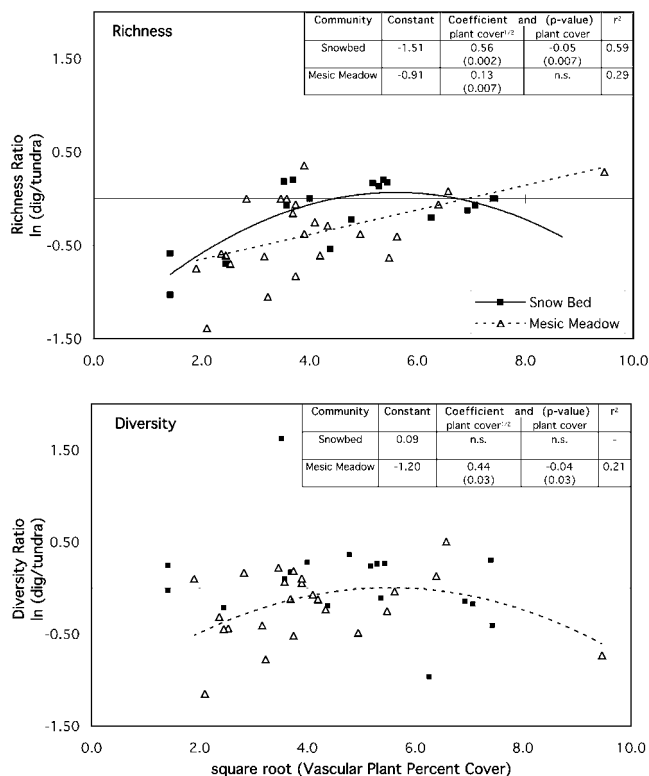 Richness
Community Constant Coefficient and (p-value) r²
plant cover¹/² plant cover
Snowbed -1.51 0.56 -0.05 0.59
(0.002) (0.007)
Mesic Meadow -0.91 0.13 n.s. 0.29
(0.007)
1.50
0.50
-0.50
-1.50
Richness Ratio
ln (dig/tundra)
Snow Bed
Mesic Meadow
0.0 2.0 4.0 6.0 8.0 10.0
Diversity
Community Constant Coefficient and (p-value) r²
plant cover¹/² plant cover
Snowbed 0.09 n.s. n.s. -
Mesic Meadow -1.20 0.44 -0.04 0.21
(0.03) (0.03)
1.50
0.50
-0.50
-1.50
Diversity Ratio
ln (dig/tundra)
0.0 2.0 4.0 6.0 8.0 10.0
square root (Vascular Plant Percent Cover)